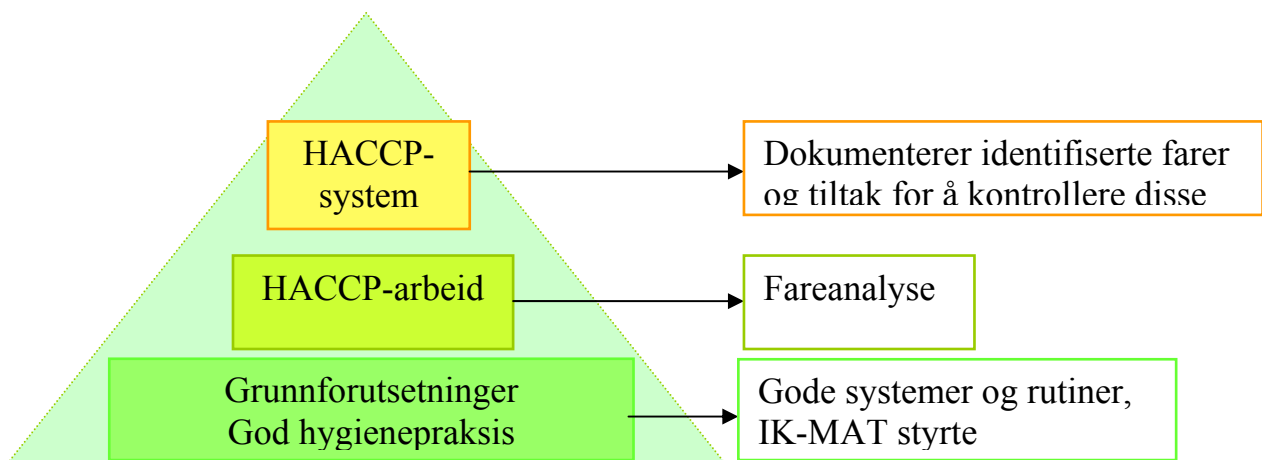 HACCP-
system
Dokumenterer identifiserte farer
og tiltak for å kontrollere disse
HACCP-arbeid
Fareanalyse
Grunnforutsetninger
God hygienepraksis
Gode systemer og rutiner,
IK-MAT styrte